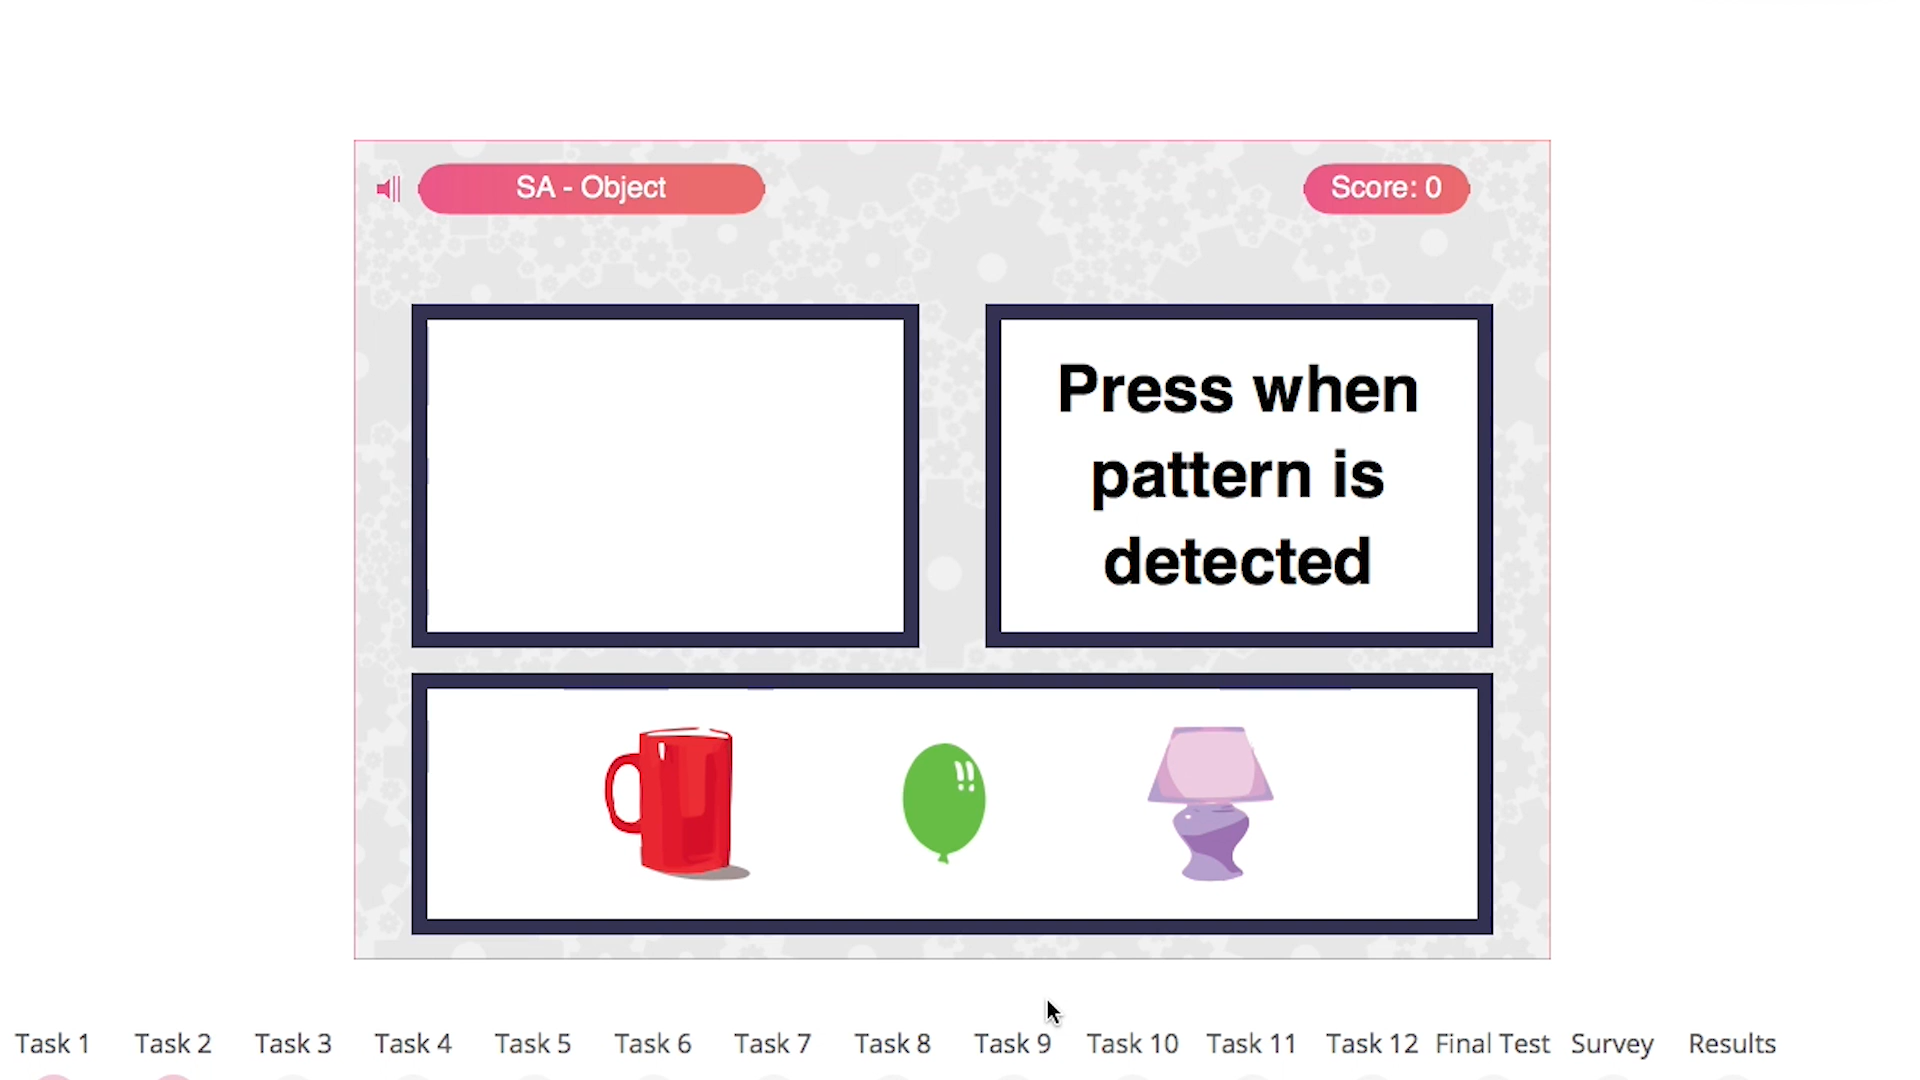 SA - Object
Score: 0
Press when
pattern is
detected
Task 1 Task 2 Task 3 Task 4 Task 5 Task 6 Task 7 Task 8 Task 9 Task 10 Task 11 Task 12 Final Test Survey Results